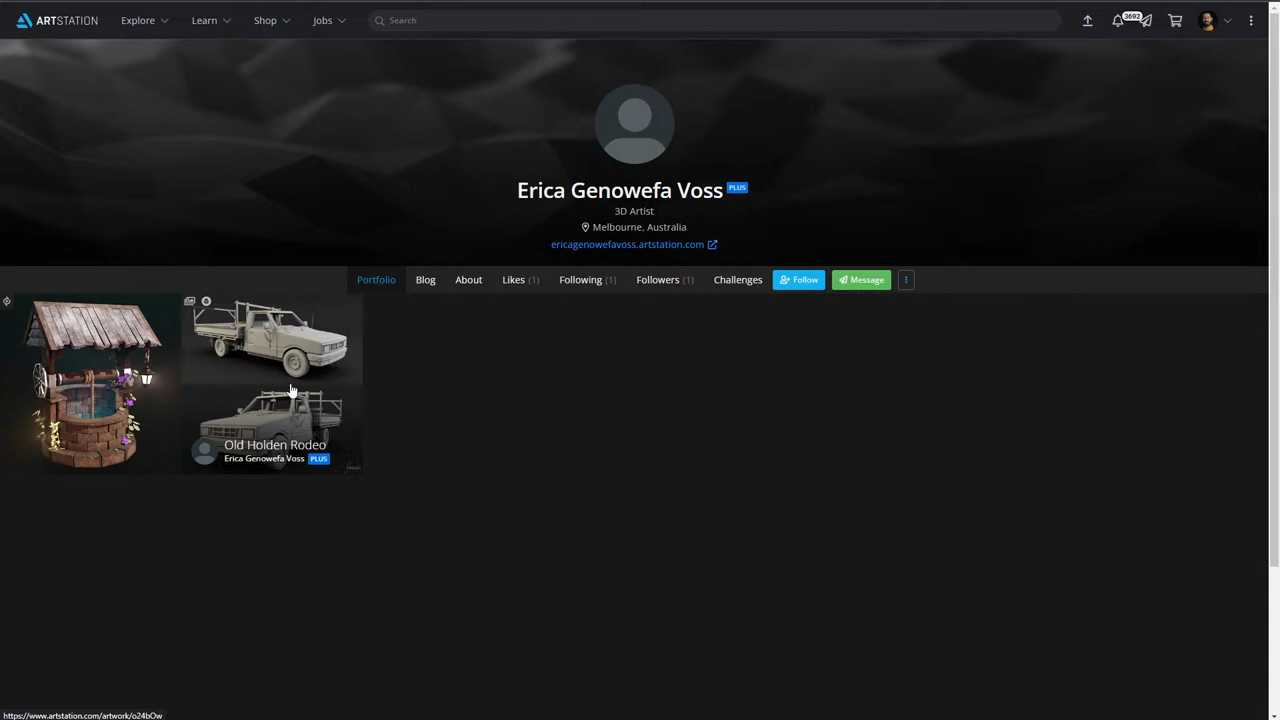 ARTSTATION Explore Learn Shop Jobs Search 3692
Erica Genowefa Voss PLUS
3D Artist
Melbourne, Australia
ericagenowefavoss.artstation.com
Portfolio Blog About Likes (1) Following (1) Followers (1) Challenges Follow Message
Old Holden Rodeo
Erica Genowefa Voss PLUS
https://www.artstation.com/artwork/o24bOw